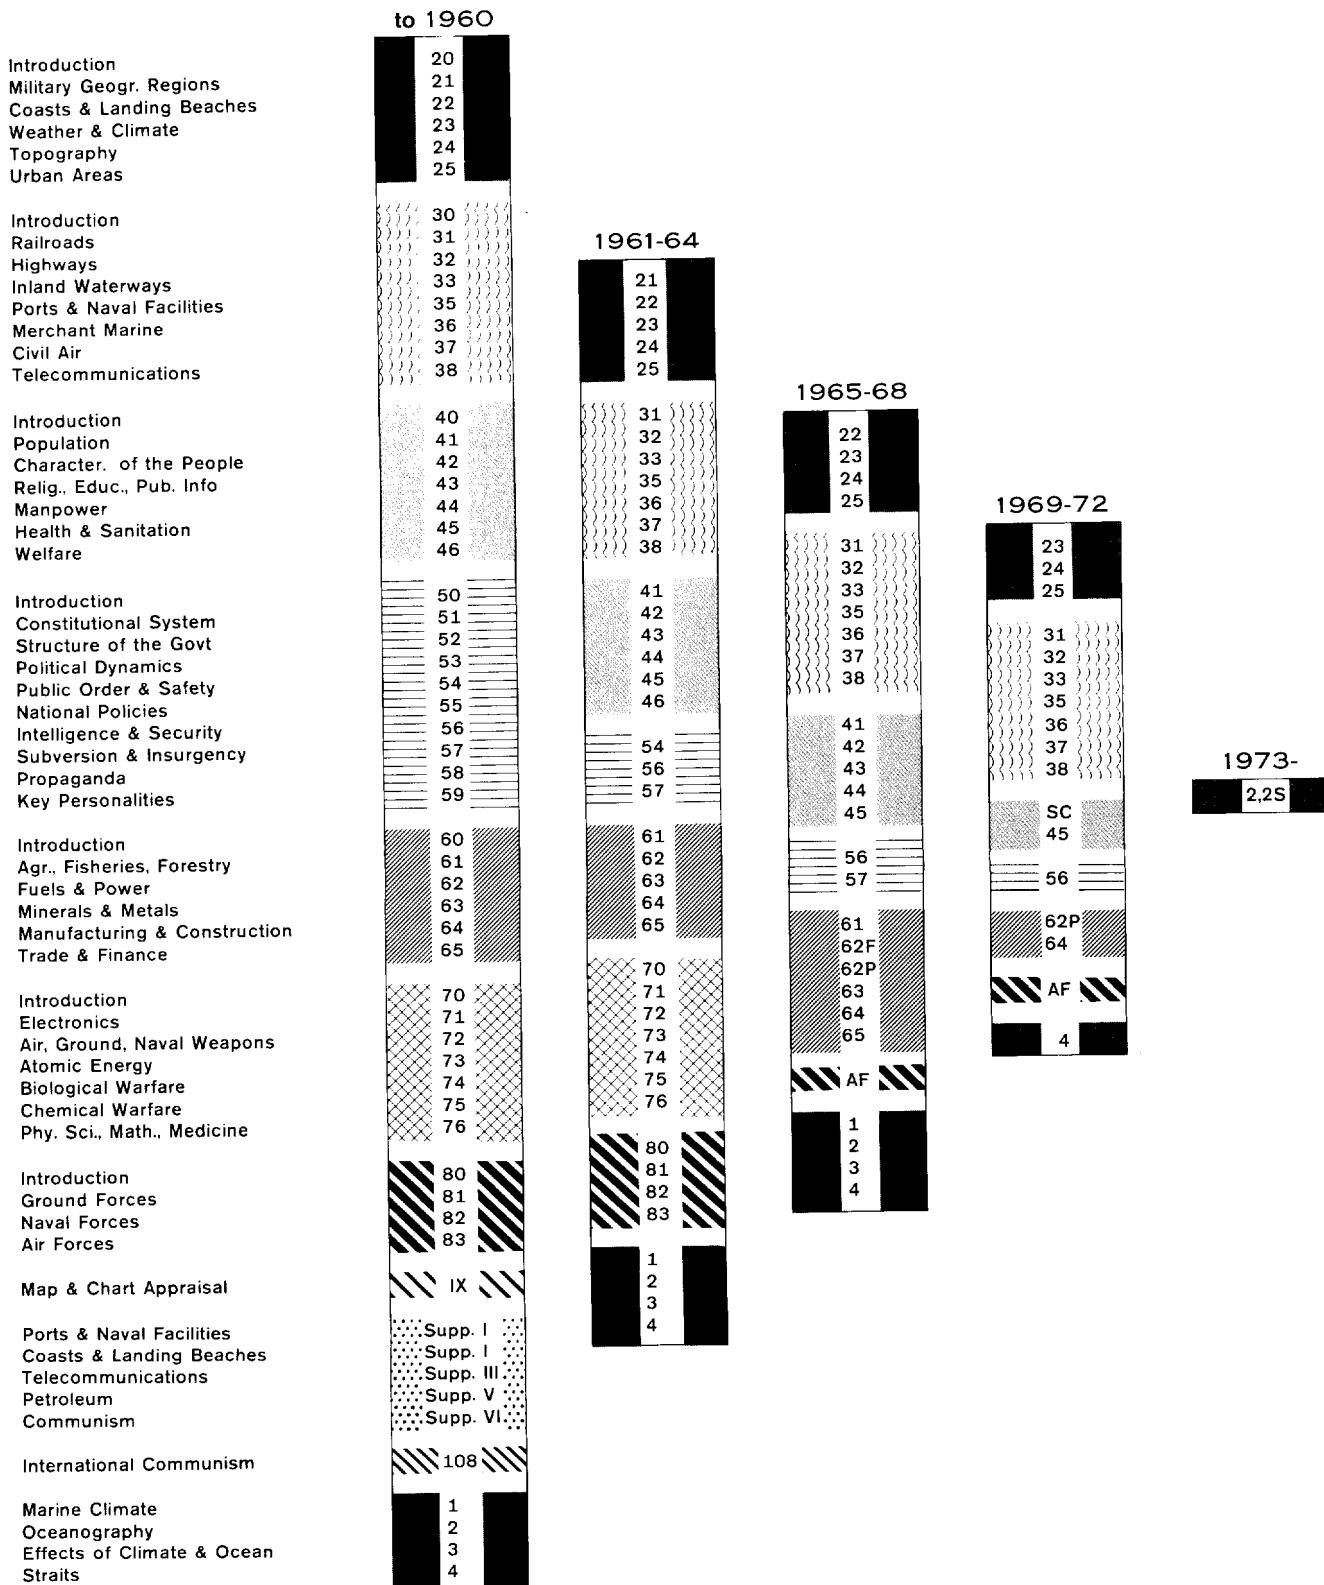 to 1960
Introduction 20
Military Geogr. Regions 21
Coasts & Landing Beaches 22
Weather & Climate 23
Topography 24
Urban Areas 25
Introduction 30
Railroads 31
Highways 32
Inland Waterways 33
Ports & Naval Facilities 35
Merchant Marine 36
Civil Air 37
Telecommunications 38
Introduction 40
Population 41
Character. of the People 42
Relig., Educ., Pub. Info 43
Manpower 44
Health & Sanitation 45
Welfare 46
Introduction 50
Constitutional System 51
Structure of the Govt 52
Political Dynamics 53
Public Order & Safety 54
National Policies 55
Intelligence & Security 56
Subversion & Insurgency 57
Propaganda 58
Key Personalities 59
Introduction 60
Agr., Fisheries, Forestry 61
Fuels & Power 62
Minerals & Metals 63
Manufacturing & Construction 64
Trade & Finance 65
Introduction 70
Electronics 71
Air, Ground, Naval Weapons 72
Atomic Energy 73
Biological Warfare 74
Chemical Warfare 75
Phy. Sci., Math., Medicine 76
Introduction 80
Ground Forces 81
Naval Forces 82
Air Forces 83
Map & Chart Appraisal IX
Ports & Naval Facilities Supp. I
Coasts & Landing Beaches Supp. I
Telecommunications Supp. III
Petroleum Supp. V
Communism Supp. VI
International Communism 108
Marine Climate 1
Oceanography 2
Effects of Climate & Ocean 3
Straits 4
1961-64
21
22
23
24
25
31
32
33
35
36
37
38
41
42
43
44
45
46
54
56
57
61
62
63
64
65
70
71
72
73
74
75
76
80
81
82
83
1
2
3
4
1965-68
22
23
24
25
31
32
33
35
36
37
38
41
42
43
44
45
56
57
61
62F
62P
63
64
65
AF
1
2
3
4
1969-72
23
24
25
31
32
33
35
36
37
38
SC
45
56
62P
64
AF
4
1973-
2,2S